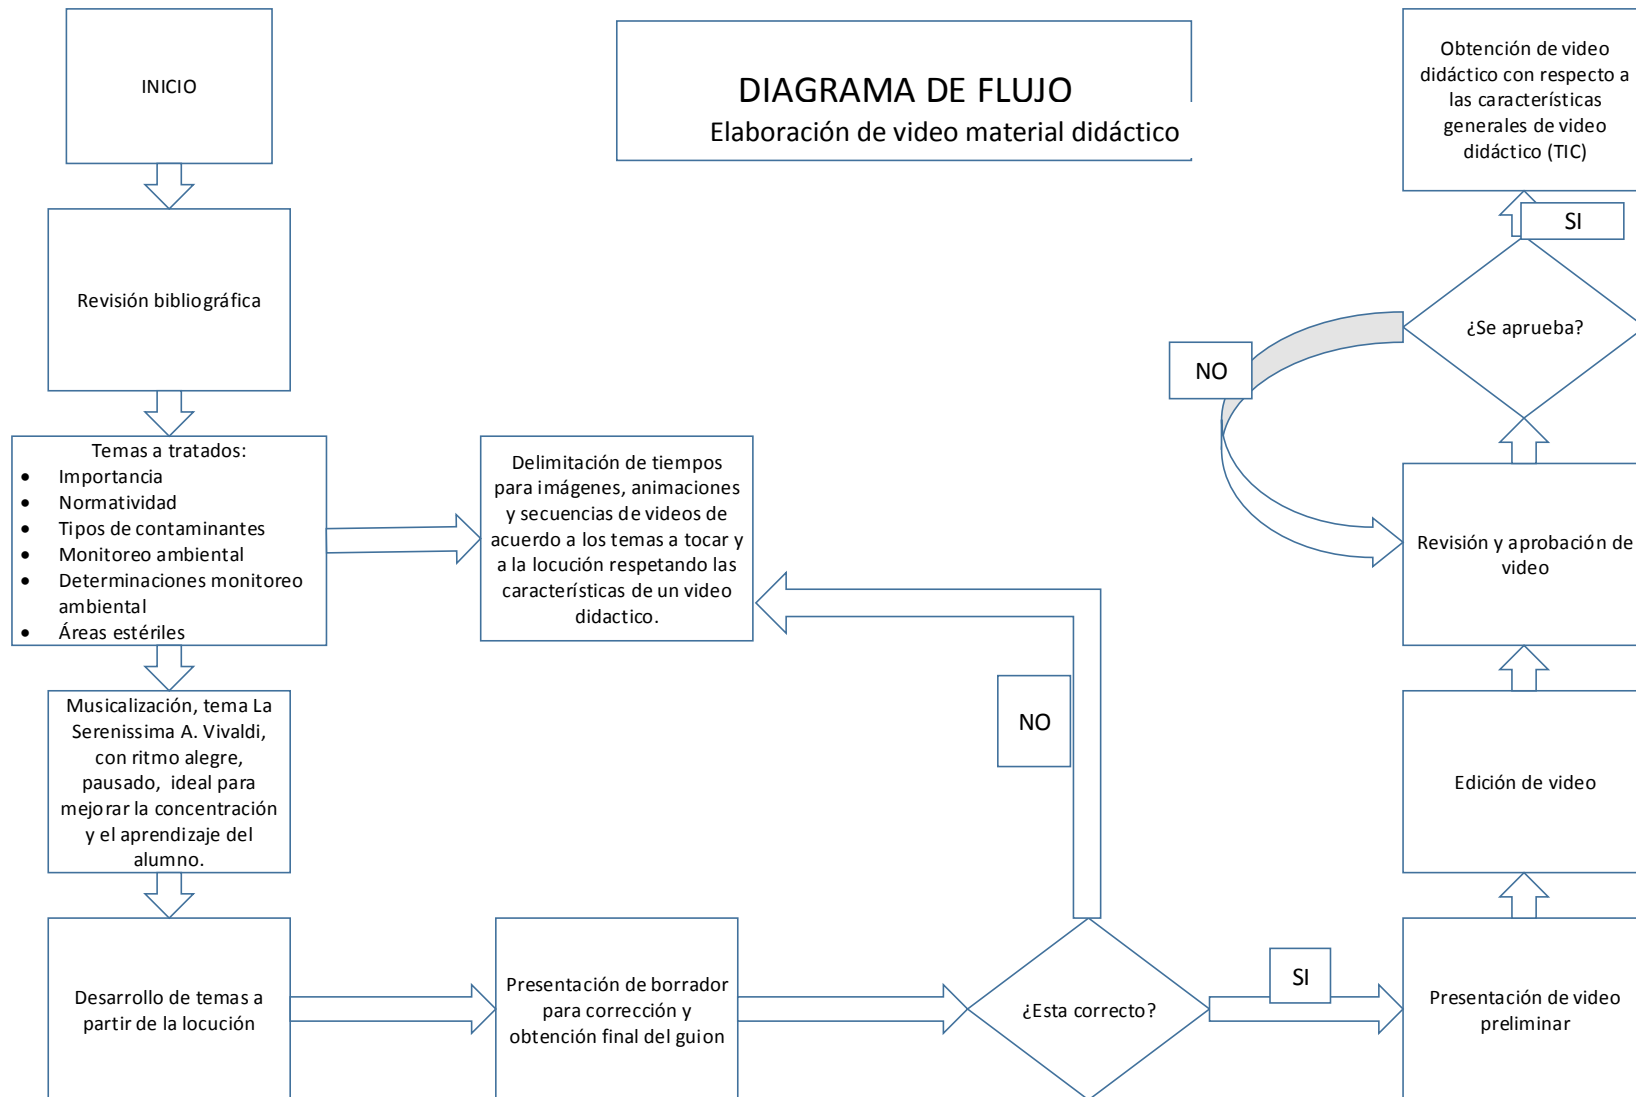 INICIO
DIAGRAMA DE FLUJO
Elaboración de video material didáctico
Revisión bibliográfica
Temas a tratados:
• Importancia
• Normatividad
• Tipos de contaminantes
• Monitoreo ambiental
• Determinaciones monitoreo
ambiental
• Áreas estériles
Delimitación de tiempos
para imágenes, animaciones
y secuencias de videos de
acuerdo a los temas a tocar y
a la locución respetando las
características de un video
didactico.
Musicalización, tema La
Serenissima A. Vivaldi,
con ritmo alegre,
pausado, ideal para
mejorar la concentración
y el aprendizaje del
alumno.
Desarrollo de temas a
partir de la locución
Presentación de borrador
para corrección y
obtención final del guion
¿Esta correcto?
NO
SI
Presentación de video
preliminar
Edición de video
Revisión y aprobación de
video
¿Se aprueba?
NO
SI
Obtención de video
didáctico con respecto a
las características
generales de video
didáctico (TIC)